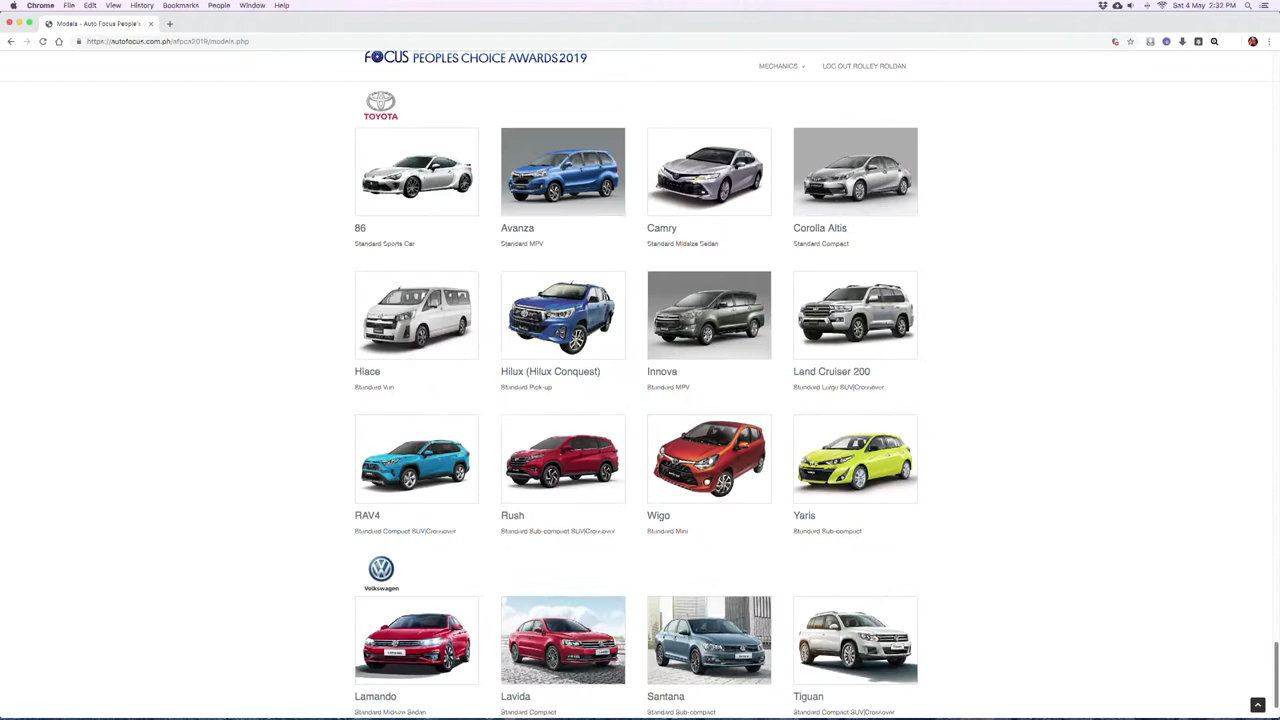 Chrome File Edit View History Bookmarks People Window Help Sat 4 May 2:32 PM
Models - Auto Focus People's
https://autofocus.com.ph/afpca2019/models.php
FOCUS PEOPLES CHOICE AWARDS 2019
MECHANICS LOG OUT ROLLEY ROLDAN
TOYOTA
86 Avanza Camry Corolla Altis
Standard Sports Car Standard MPV Standard Midsize Sedan Standard Compact
Hiace Hilux (Hilux Conquest) Innova Land Cruiser 200
Standard Van Standard Pick-up Standard MPV Standard Large SUV|Crossover
RAV4 Rush Wigo Yaris
Standard Compact SUV|Crossover Standard Sub-compact SUV|Crossover Standard Mini Standard Sub-compact
Volkswagen
Lamando Lavida Santana Tiguan
Standard Midsize Sedan Standard Compact Standard Sub-compact Standard Compact SUV|Crossover